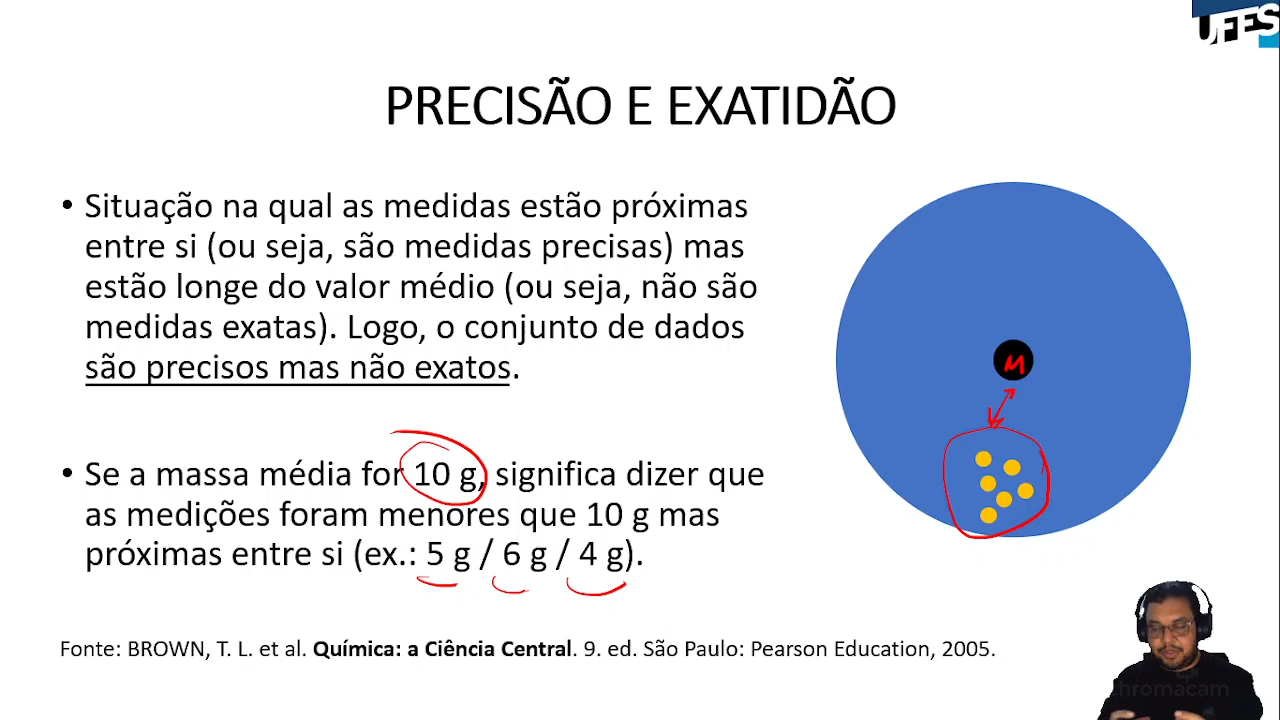 UFES
PRECISÃO E EXATIDÃO
• Situação na qual as medidas estão próximas
entre si (ou seja, são medidas precisas) mas
estão longe do valor médio (ou seja, não são
medidas exatas). Logo, o conjunto de dados
são precisos mas não exatos.
M
• Se a massa média for 10 g, significa dizer que
as medições foram menores que 10 g mas
próximas entre si (ex.: 5 g / 6 g / 4 g).
Fonte: BROWN, T. L. et al. Química: a Ciência Central. 9. ed. São Paulo: Pearson Education, 2005.
chromacam